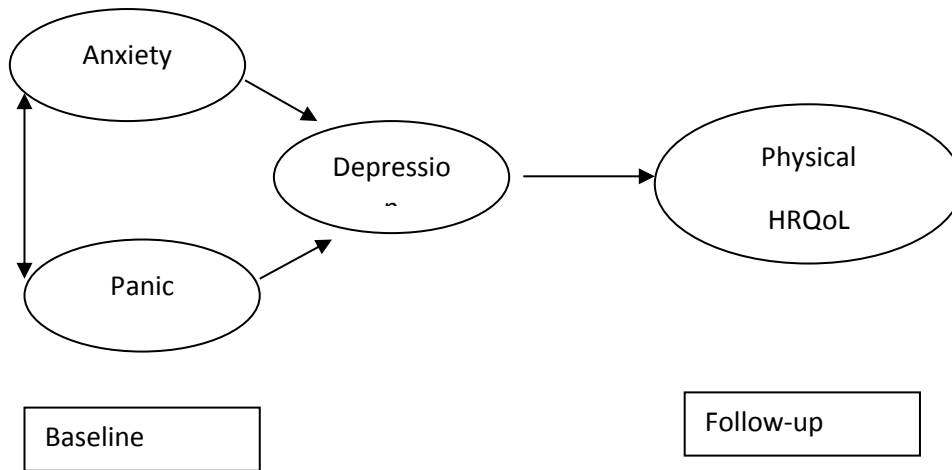 Anxiety
Depressio
n
Physical
HRQoL
Panic
Baseline
Follow-up